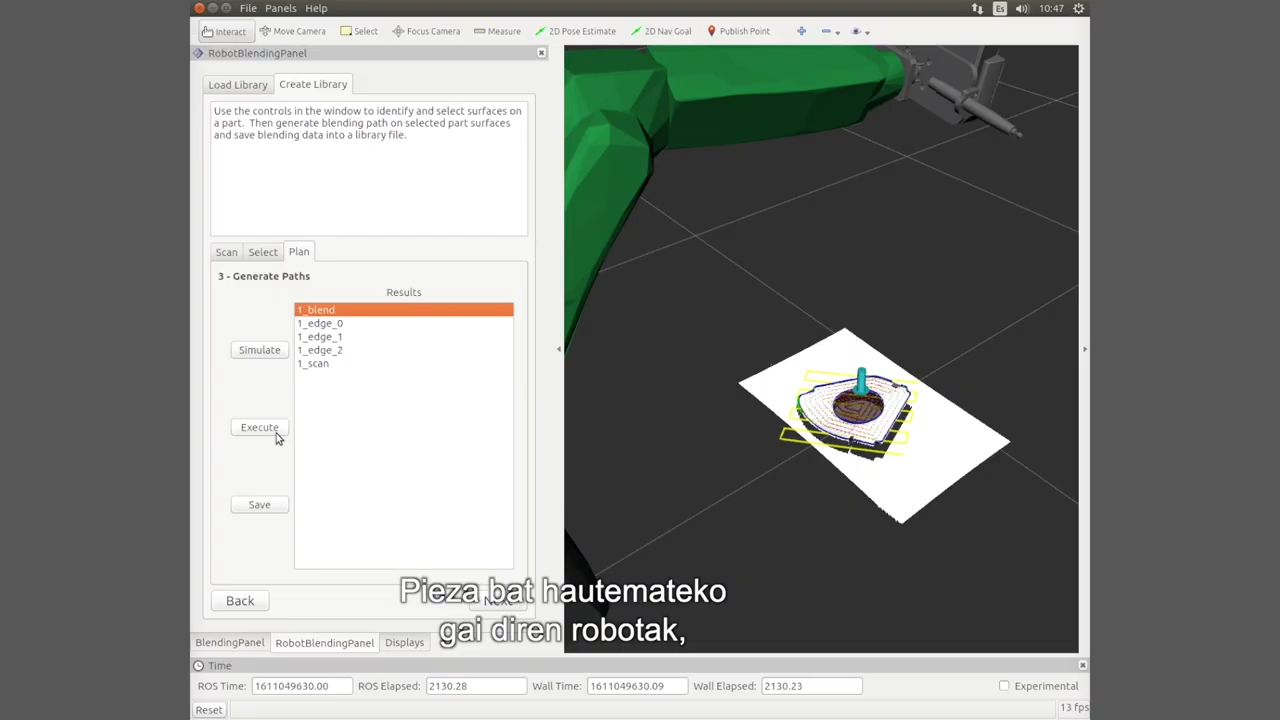 File Panels Help
Es 10:47
Interact Move Camera Select Focus Camera Measure 2D Pose Estimate 2D Nav Goal Publish Point
RobotBlendingPanel
Load Library Create Library
Use the controls in the window to identify and select surfaces on
a part. Then generate blending path on selected part surfaces
and save blending data into a library file.
Scan Select Plan
3 - Generate Paths
Results
1_blend
1_edge_0
1_edge_1
1_edge_2
1_scan
Simulate
Execute
Save
Back Next
Pieza bat hautemateko
gai diren robotak,
BlendingPanel RobotBlendingPanel Displays
Time
ROS Time: 1611049630.00 ROS Elapsed: 2130.28 Wall Time: 1611049630.09 Wall Elapsed: 2130.23 Experimental
Reset 13 fps